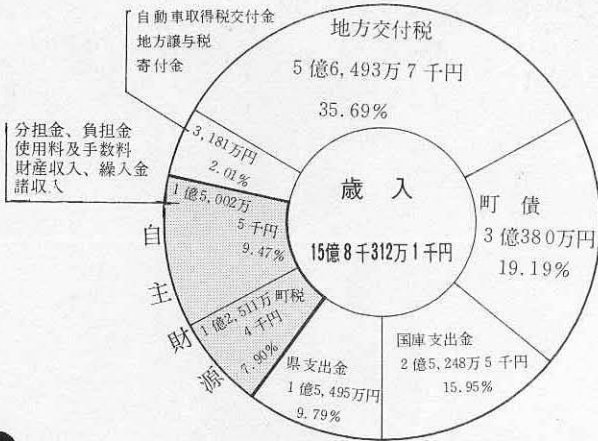 自動車取得税交付金
地方譲与税
寄付金
分担金、負担金
使用料及手数料
財産収入、繰入金
諸収入
地方交付税
5億6,493万7千円
35.69%
3,181万円
2.01%
1億5,002万
5千円
9.47%
歳入
15億8千312万1千円
町債
3億380万円
19.19%
自主財源
1億2,511万町税
4千円
7.90%
県支出金
1億5,495万円
9.79%
国庫支出金
2億5,248万5千円
15.95%